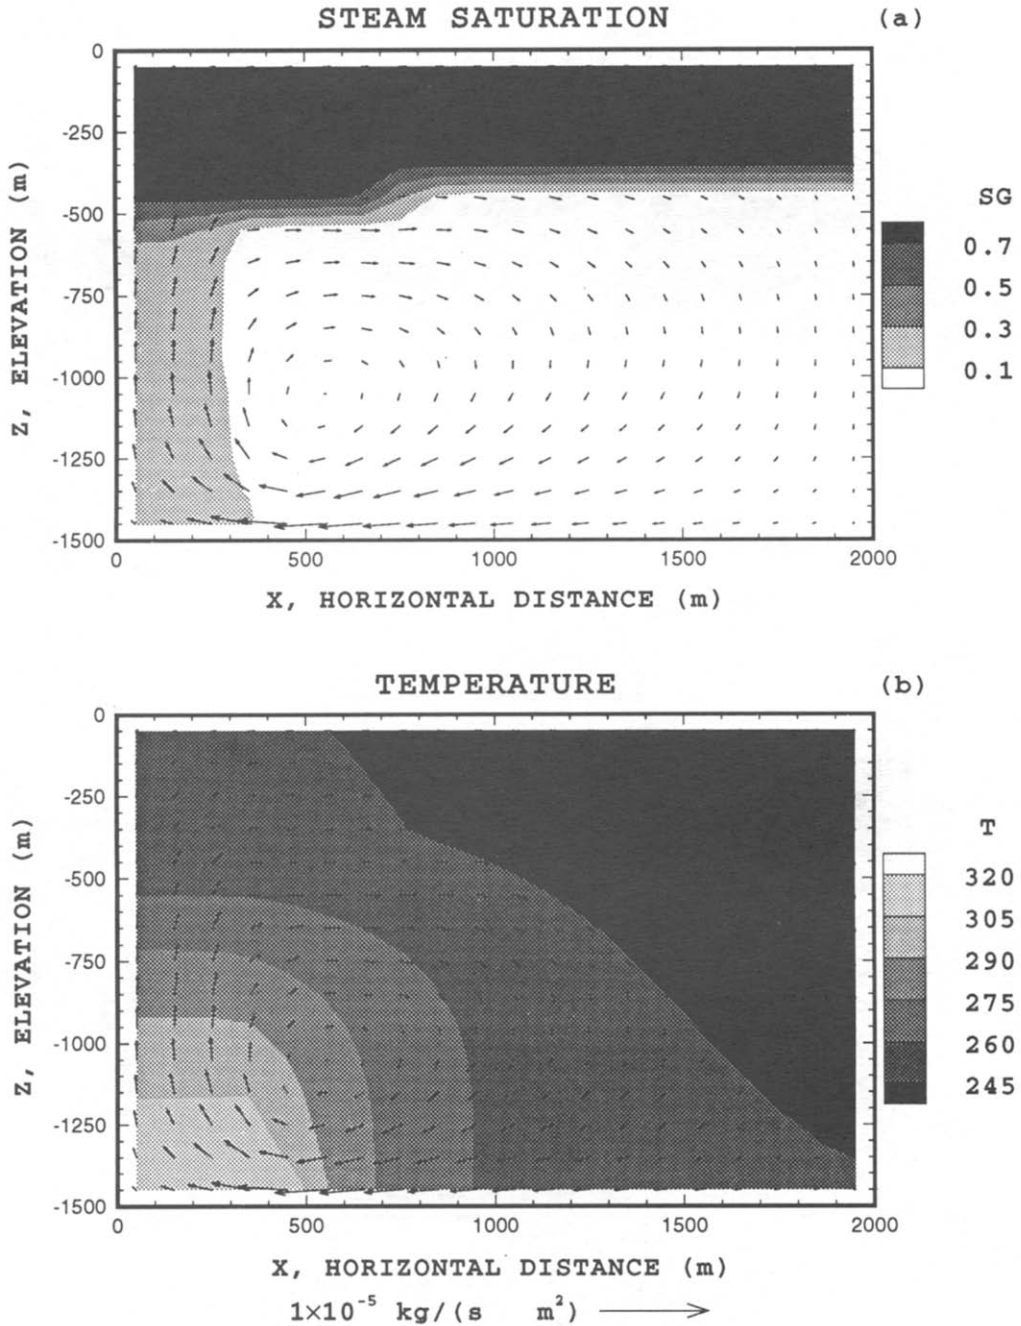 STEAM SATURATION (a)
0
-250
-500
-750
-1000
-1250
-1500
Z, ELEVATION (m)
0 500 1000 1500 2000
X, HORIZONTAL DISTANCE (m)
SG
0.7
0.5
0.3
0.1
TEMPERATURE (b)
0
-250
-500
-750
-1000
-1250
-1500
Z, ELEVATION (m)
0 500 1000 1500 2000
X, HORIZONTAL DISTANCE (m)
T
320
305
290
275
260
245
1×10⁻⁵ kg/(s m²)